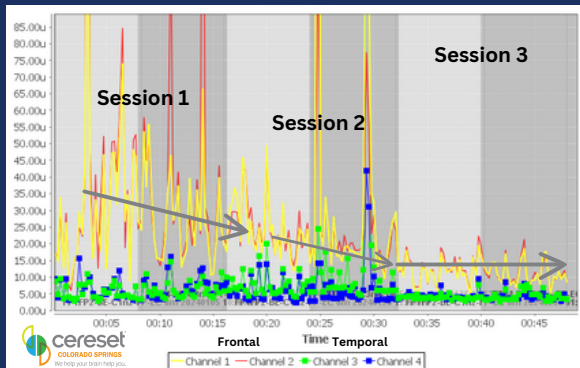 85.00u
80.00u
75.00u
70.00u
65.00u
60.00u
55.00u
50.00u
45.00u
40.00u
35.00u
30.00u
25.00u
20.00u
15.00u
10.00u
5.00u
0.00u
Session 3
Session 1
Session 2
00:05 00:10 00:15 00:20 00:25 00:30 00:35 00:40 00:45
Frontal Time Temporal
Channel 1 Channel 2 Channel 3 Channel 4
cereset
COLORADO SPRINGS
We help your brain help you.